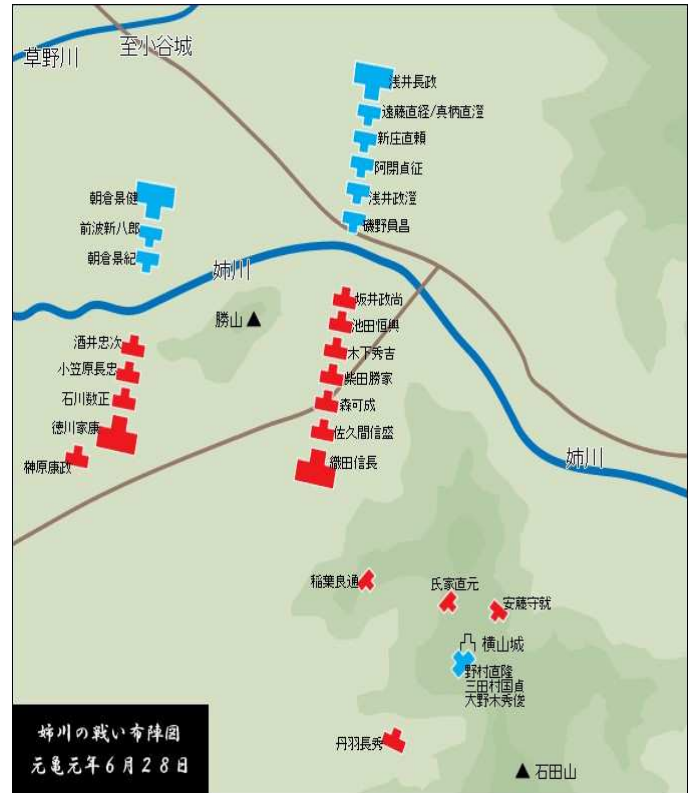 草野川
至小谷城
浅井長政
遠藤直経/真柄直澄
新庄直頼
阿閉貞征
浅井政澄
磯野員昌
朝倉景健
前波新八郎
朝倉景紀
姉川
勝山
坂井政尚
池田恒興
木下秀吉
柴田勝家
森可成
佐久間信盛
織田信長
酒井忠次
小笠原長忠
石川数正
徳川家康
榊原康政
姉川
稲葉良通
氏家直元
安藤守就
横山城
野村直隆
三田村国貞
大野木秀俊
丹羽長秀
石田山
姉川の戦い布陣図
元亀元年6月28日